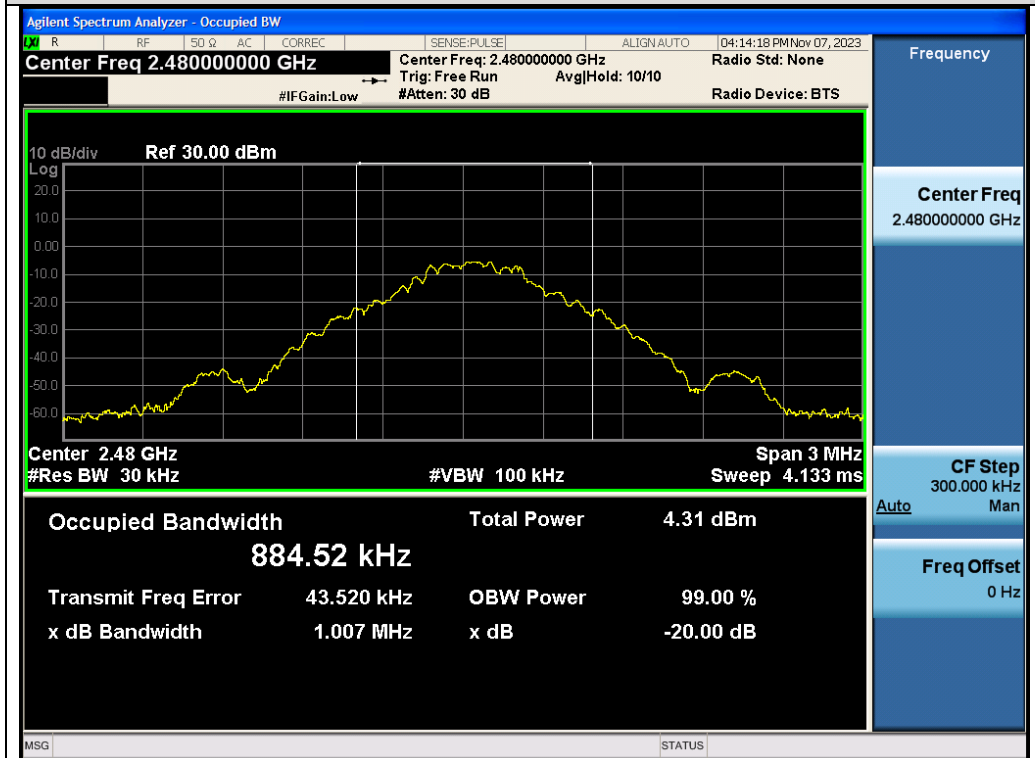 Agilent Spectrum Analyzer - Occupied BW
LXI R RF 50 Ω AC CORREC SENSE:PULSE ALIGN AUTO 04:14:18 PM Nov 07, 2023
Center Freq 2.480000000 GHz
Center Freq: 2.480000000 GHz
Radio Std: None
Trig: Free Run Avg|Hold: 10/10
#IFGain:Low
#Atten: 30 dB
Radio Device: BTS
10 dB/div Ref 30.00 dBm
Log
20.0
10.0
0.00
-10.0
-20.0
-30.0
-40.0
-50.0
-60.0
Center 2.48 GHz Span 3 MHz
#Res BW 30 kHz #VBW 100 kHz Sweep 4.133 ms
Occupied Bandwidth Total Power 4.31 dBm
884.52 kHz
Transmit Freq Error 43.520 kHz OBW Power 99.00 %
x dB Bandwidth 1.007 MHz x dB -20.00 dB
MSG STATUS
Frequency
Center Freq
2.480000000 GHz
CF Step
300.000 kHz
Auto Man
Freq Offset
0 Hz